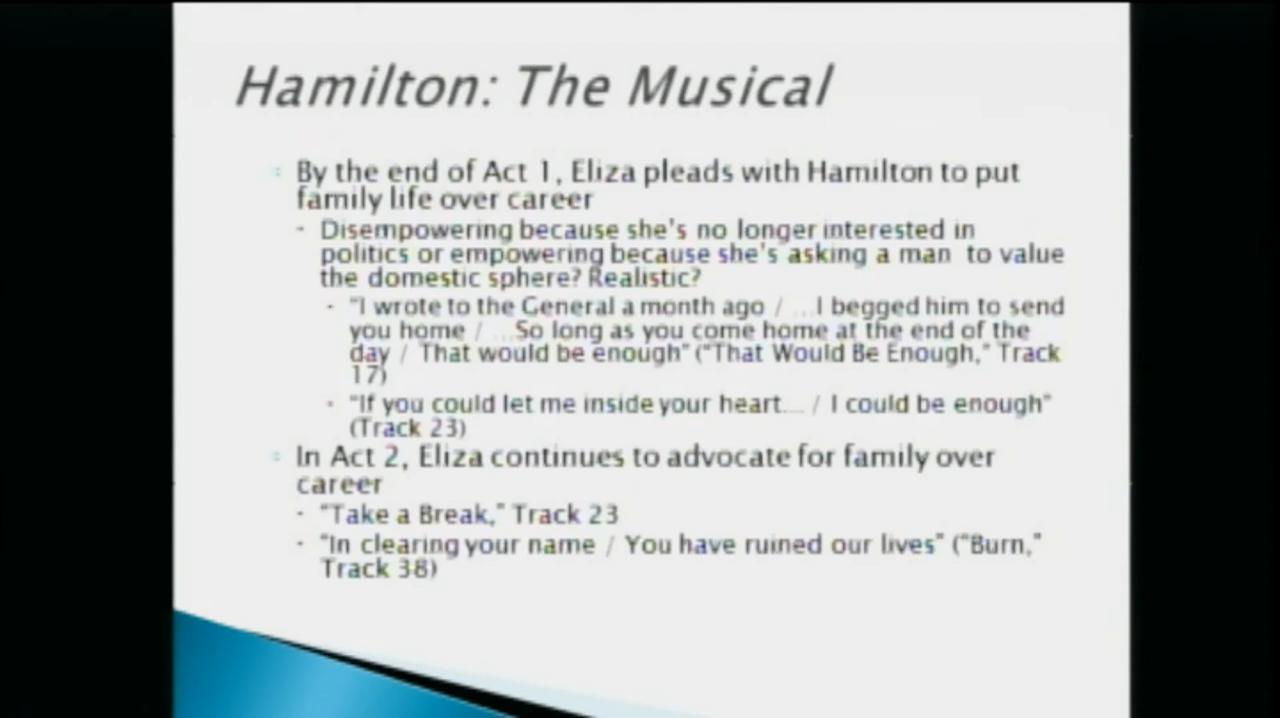 Hamilton: The Musical
By the end of Act 1, Eliza pleads with Hamilton to put
family life over career
- Disempowering because she's no longer interested in
politics or empowering because she's asking a man to value
the domestic sphere? Realistic?
· "I wrote to the General a month ago / ...I begged him to send
you home / ...So long as you come home at the end of the
day / That would be enough" ("That Would Be Enough," Track
17)
· "If you could let me inside your heart... / I could be enough"
(Track 23)
In Act 2, Eliza continues to advocate for family over
career
- "Take a Break," Track 23
- "In clearing your name / You have ruined our lives" ("Burn,"
Track 38)